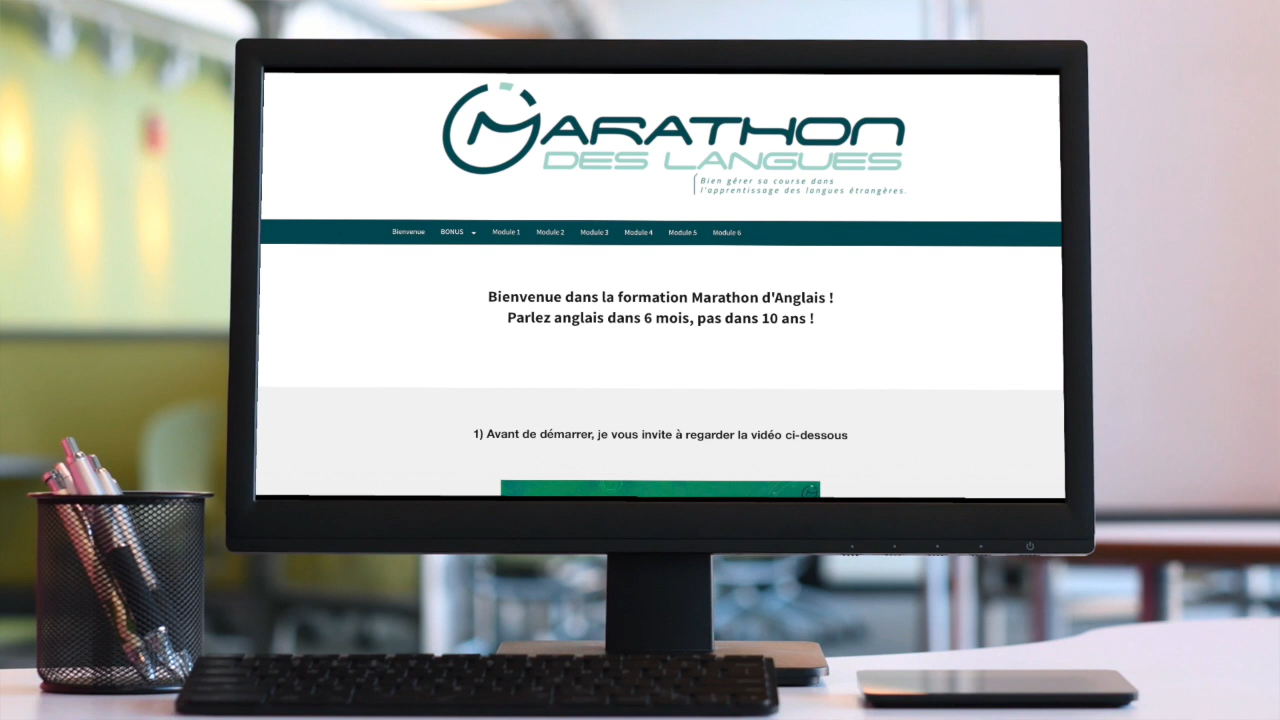 MARATHON
DES LANGUES
Bien gérer sa course dans
l'apprentissage des langues étrangères.
Bienvenue BONUS Module 1 Module 2 Module 3 Module 4 Module 5 Module 6
Bienvenue dans la formation Marathon d'Anglais !
Parlez anglais dans 6 mois, pas dans 10 ans !
1) Avant de démarrer, je vous invite à regarder la vidéo ci-dessous